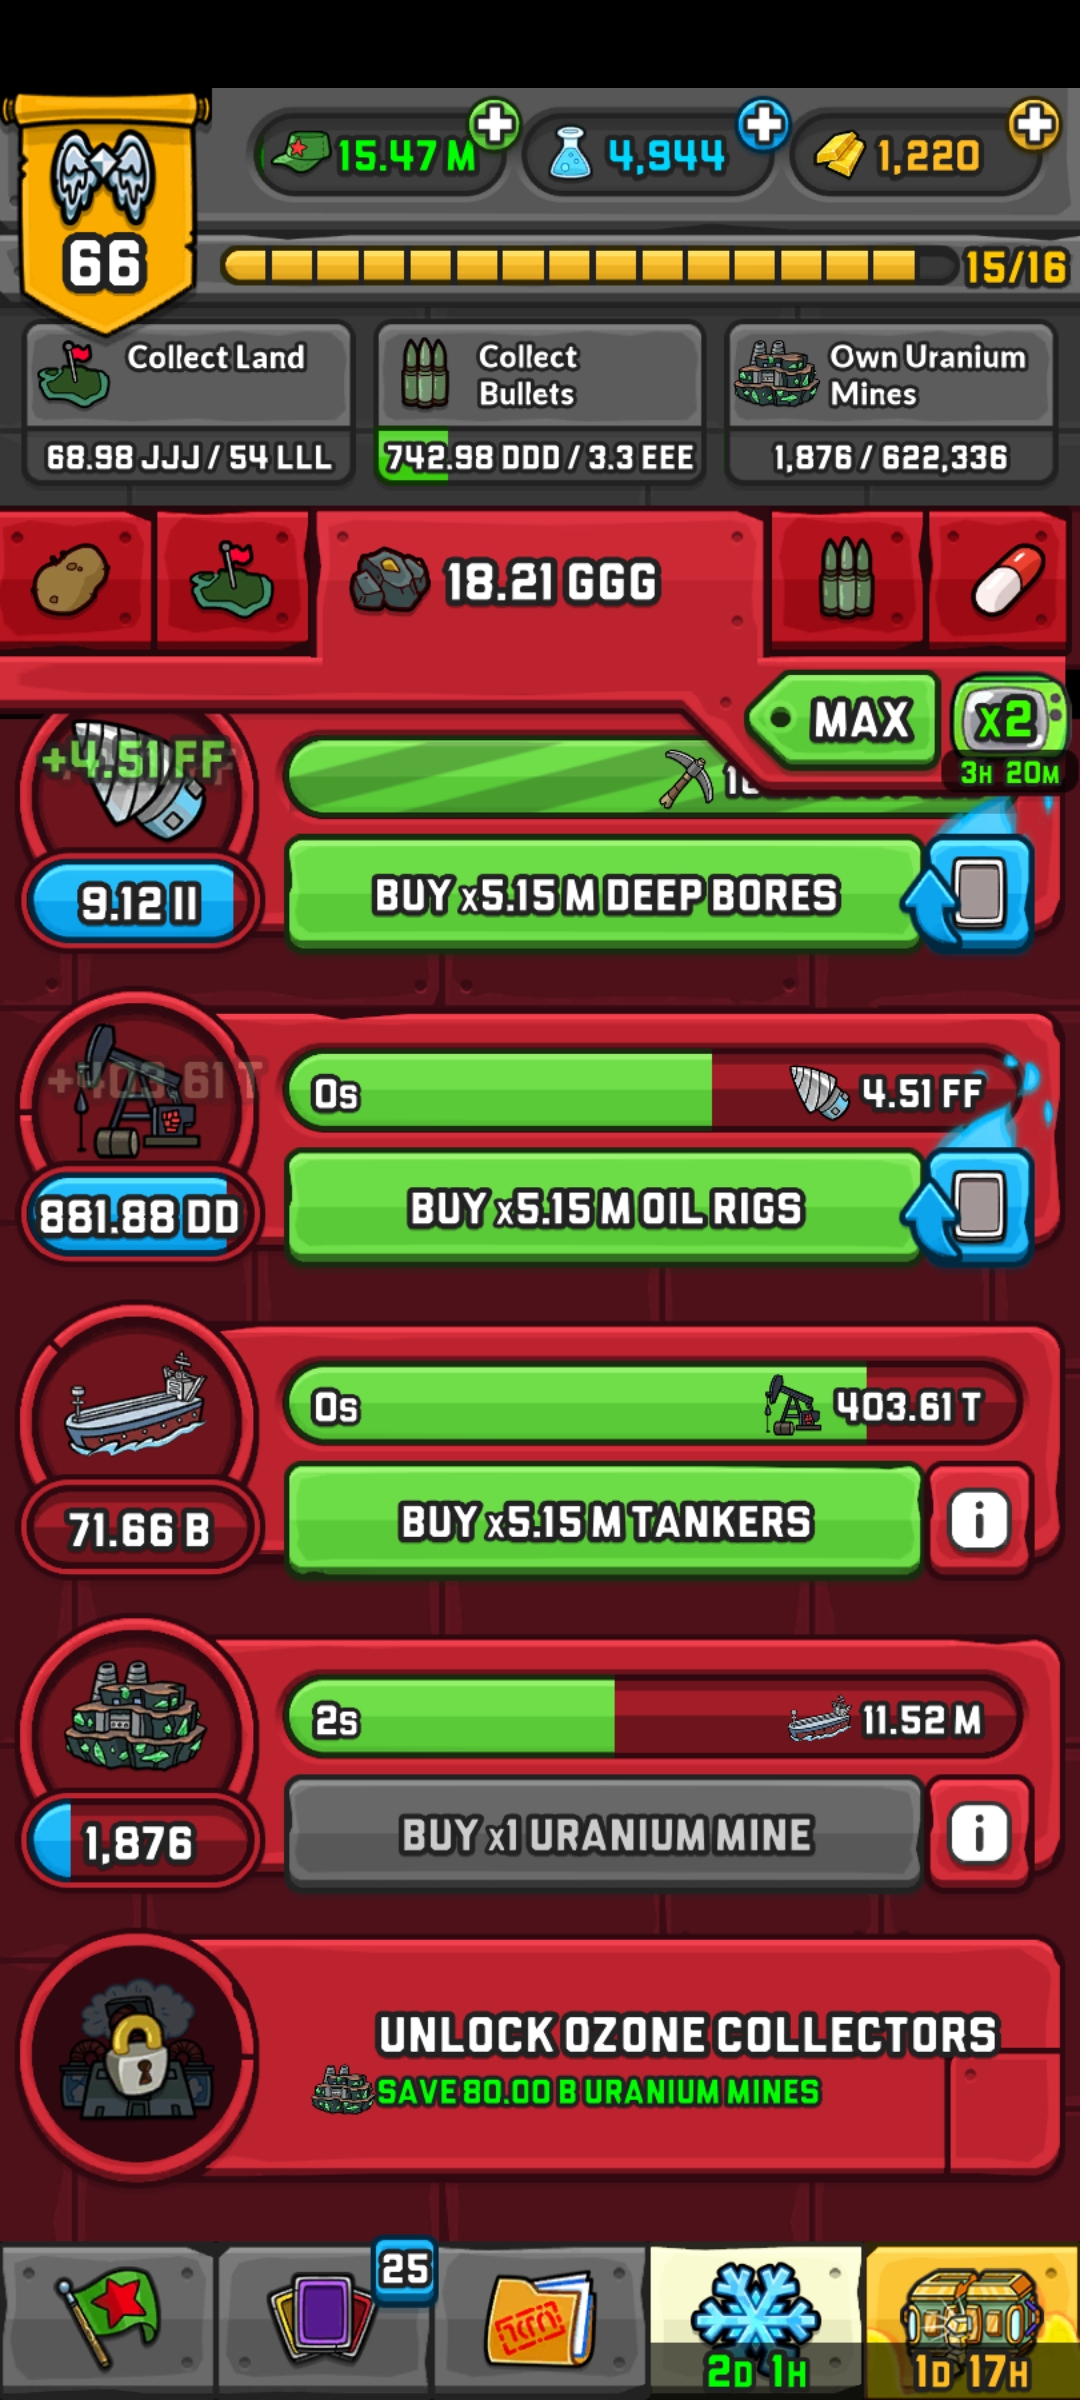 15.47 M
4,944
1,220
66
15/16
Collect Land
68.98 JJJ / 54 LLL
Collect
Bullets
742.98 DDD / 3.3 EEE
Own Uranium
Mines
1,876 / 622,336
18.21 GGG
MAX
x2
3H 20M
+4.51 FF
9.12 II
BUY x5.15 M DEEP BORES
+403.61 T
0s
4.51 FF
881.88 DD
BUY x5.15 M OIL RIGS
0s
403.61 T
71.66 B
BUY x5.15 M TANKERS
i
2s
11.52 M
1,876
BUY x1 URANIUM MINE
i
UNLOCK OZONE COLLECTORS
SAVE 80.00 B URANIUM MINES
25
2D 1H
1D 17H